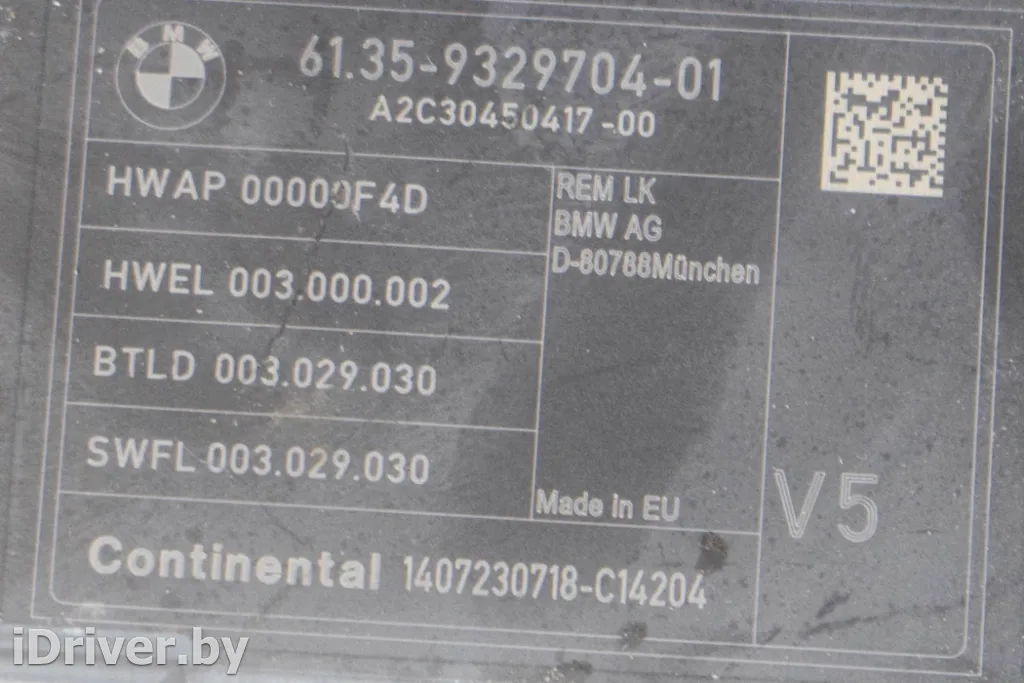 BMW
61.35-9329704-01
A2C30450417-00
HWAP 00000F4D
REM LK
BMW AG
D-80788München
HWEL 003.000.002
BTLD 003.029.030
SWFL 003.029.030
Made in EU
V5
Continental 1407230718-C14204
iDriver.by